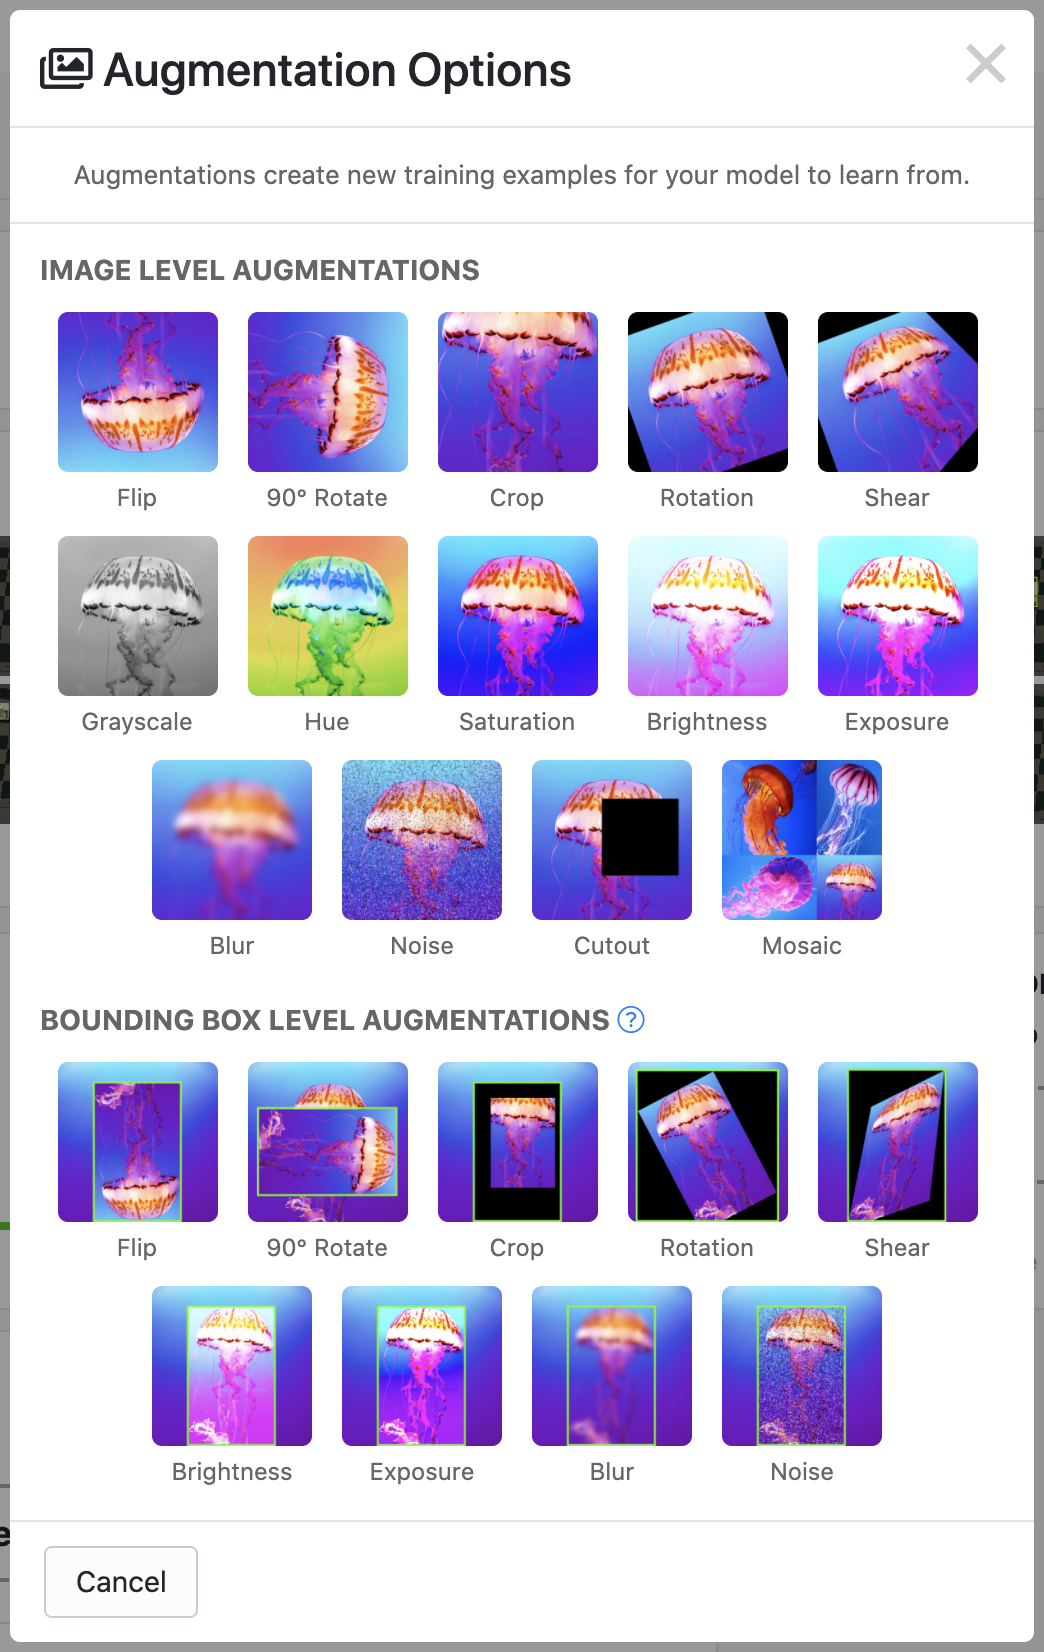 Augmentation Options
Augmentations create new training examples for your model to learn from.
IMAGE LEVEL AUGMENTATIONS
Flip
90° Rotate
Crop
Rotation
Shear
Grayscale
Hue
Saturation
Brightness
Exposure
Blur
Noise
Cutout
Mosaic
BOUNDING BOX LEVEL AUGMENTATIONS ?
Flip
90° Rotate
Crop
Rotation
Shear
Brightness
Exposure
Blur
Noise
Cancel